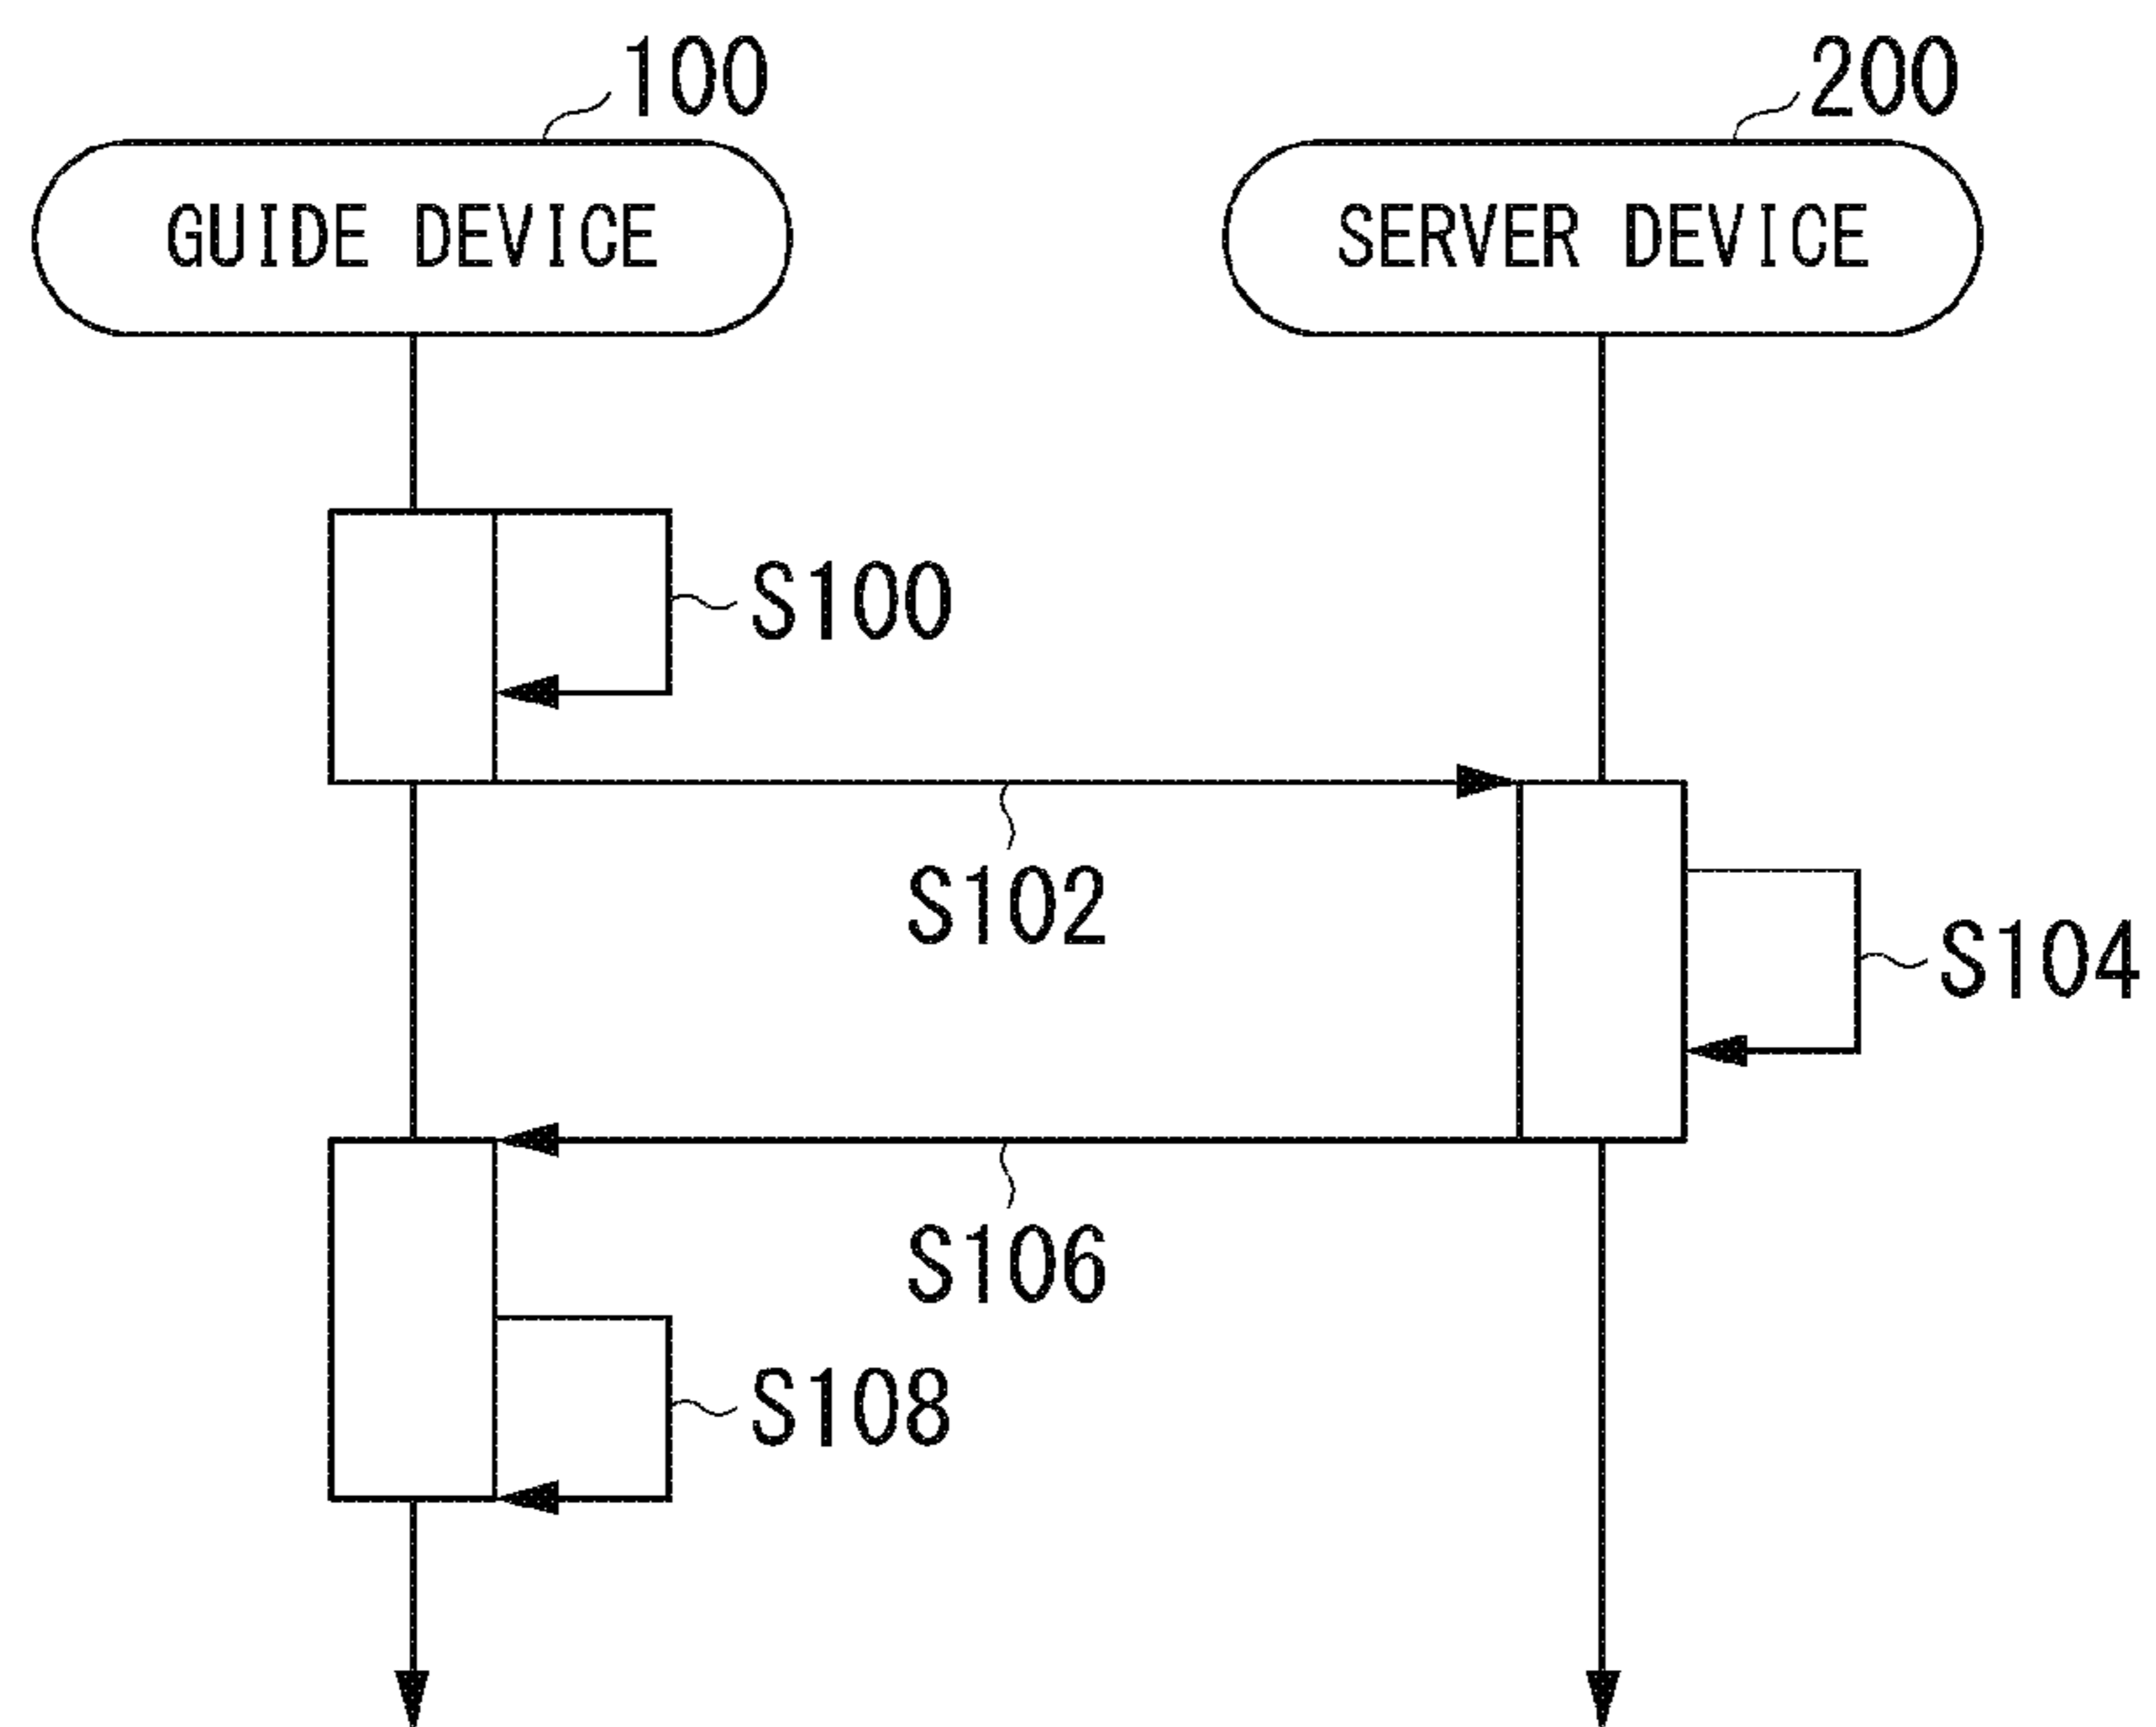 100
200
GUIDE DEVICE
SERVER DEVICE
S100
S102
S104
S106
S108